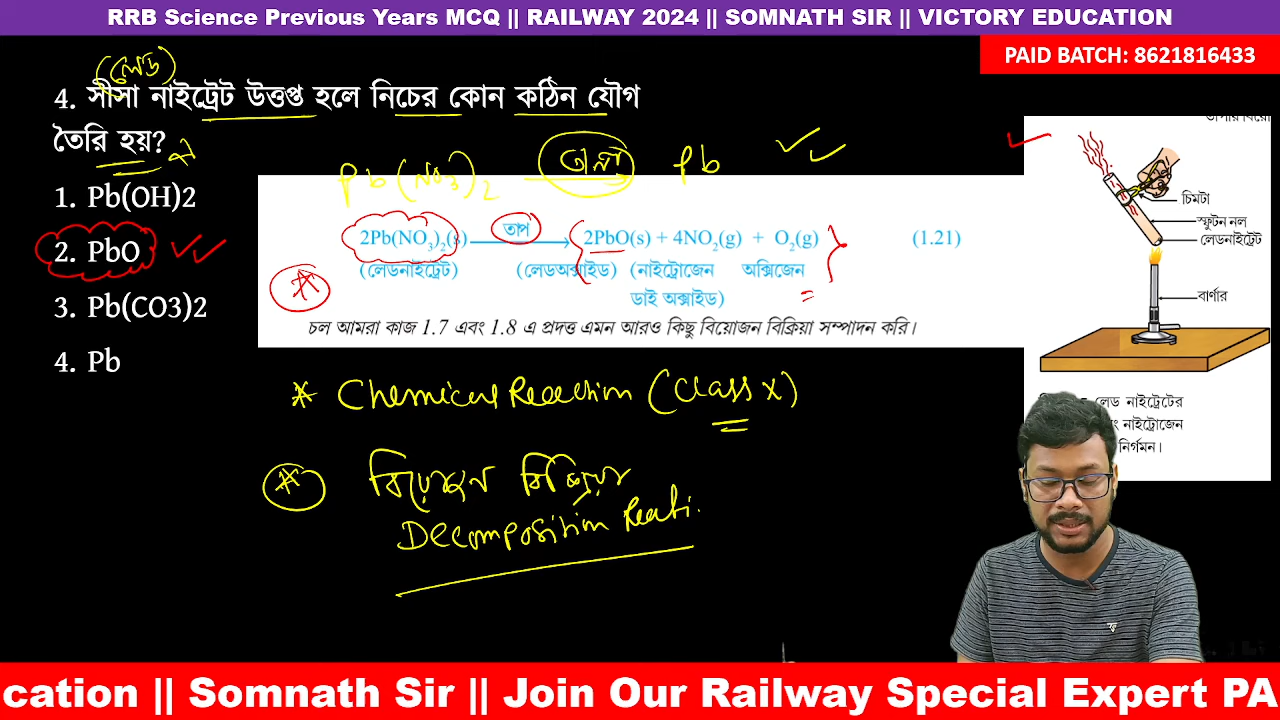 RRB Science Previous Years MCQ || RAILWAY 2024 || SOMNATH SIR || VICTORY EDUCATION
PAID BATCH: 8621816433
(লেড)
4. সীসা নাইট্রেট উত্তপ্ত হলে নিচের কোন কঠিন যৌগ
তৈরি হয়?
1. Pb(OH)2
2. PbO
3. Pb(CO3)2
4. Pb
Pb(NO3)2 তাপ Pb
2Pb(NO₃)₂(s) তাপ 2PbO(s) + 4NO₂(g) + O₂(g) (1.21)
(লেডনাইট্রেট) (লেডঅক্সাইড) (নাইট্রোজেন অক্সিজেন
ডাই অক্সাইড)
চল আমরা কাজ 1.7 এবং 1.8 এ প্রদত্ত এমন আরও কিছু বিয়োজন বিক্রিয়া সম্পাদন করি।
চিমটা
স্ফুটন নল
লেডনাইট্রেট
বার্ণার
লেড নাইট্রেটের
নাইট্রোজেন
নির্গমন।
Chemical Reaction (Class X)
বিয়োজন বিক্রিয়া
Decomposition Reacti.
cation || Somnath Sir || Join Our Railway Special Expert PA